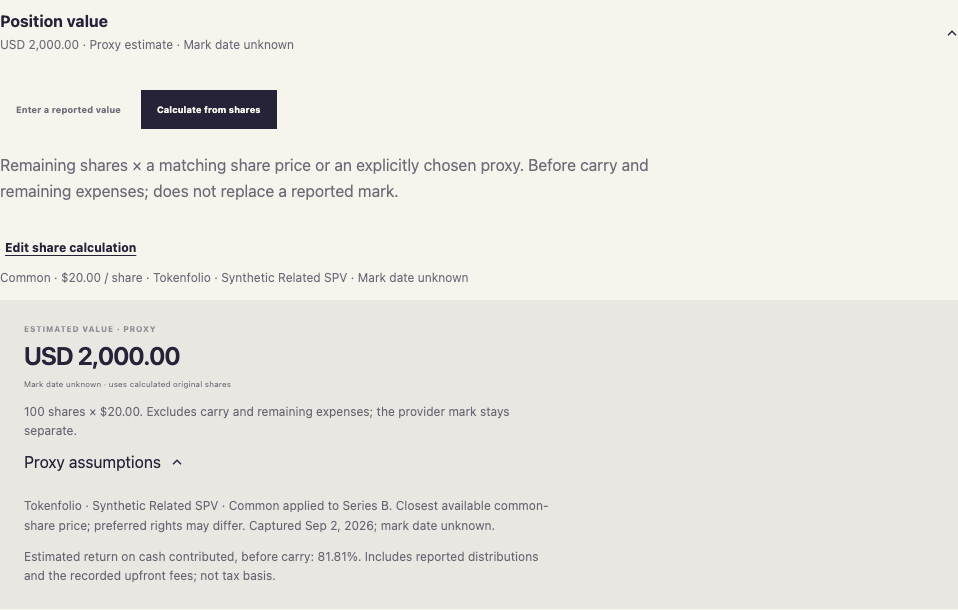 Position value
USD 2,000.00 · Proxy estimate · Mark date unknown
Enter a reported value
Calculate from shares
Remaining shares × a matching share price or an explicitly chosen proxy. Before carry and
remaining expenses; does not replace a reported mark.
Edit share calculation
Common · $20.00 / share · Tokenfolio · Synthetic Related SPV · Mark date unknown
ESTIMATED VALUE · PROXY
USD 2,000.00
Mark date unknown · uses calculated original shares
100 shares × $20.00. Excludes carry and remaining expenses; the provider mark stays
separate.
Proxy assumptions
Tokenfolio · Synthetic Related SPV · Common applied to Series B. Closest available common-
share price; preferred rights may differ. Captured Sep 2, 2026; mark date unknown.
Estimated return on cash contributed, before carry: 81.81%. Includes reported distributions
and the recorded upfront fees; not tax basis.